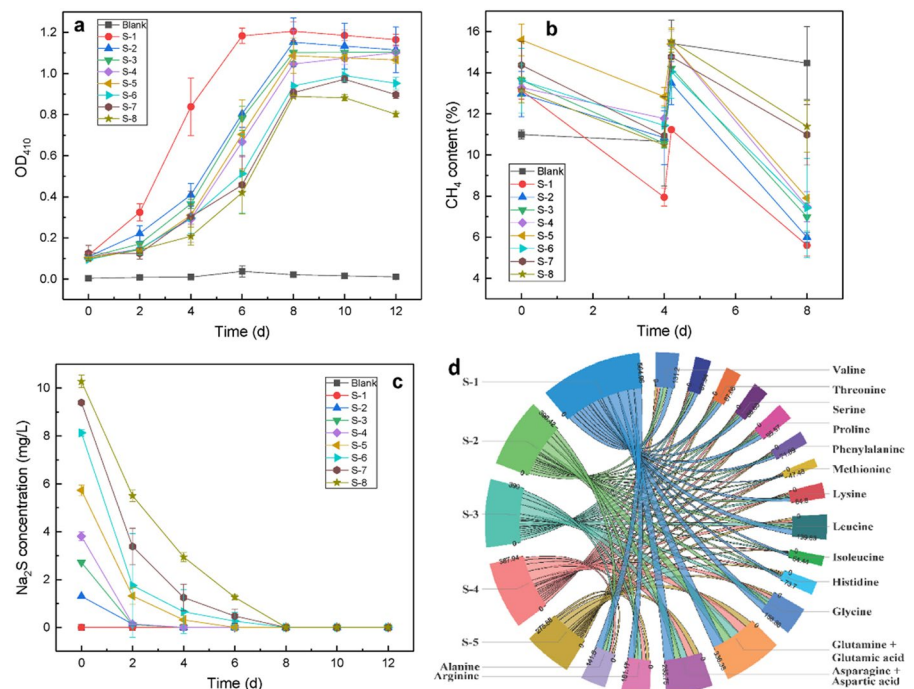 a
Blank
S-1
S-2
S-3
S-4
S-5
S-6
S-7
S-8
OD410
1.2
1.0
0.8
0.6
0.4
0.2
0.0
0 2 4 6 8 10 12
Time (d)
b
CH4 content (%)
16
14
12
10
8
6
4
Blank
S-1
S-2
S-3
S-4
S-5
S-6
S-7
S-8
0 2 4 6 8
Time (d)
c
Na2S concentration (mg/L)
10
8
6
4
2
0
Blank
S-1
S-2
S-3
S-4
S-5
S-6
S-7
S-8
0 2 4 6 8 10 12
Time (d)
d
S-1
S-2
S-3
S-4
S-5
Valine
Threonine
Serine
Proline
Phenylalanine
Methionine
Lysine
Leucine
Isoleucine
Histidine
Glycine
Glutamine +
Glutamic acid
Asparagine +
Aspartic acid
Alanine
Arginine
390